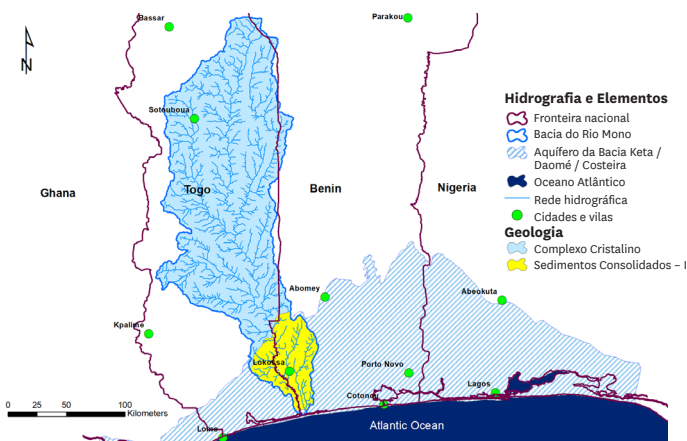 Bassar
Parakou
N
Hidrografia e Elementos
Fronteira nacional
Bacia do Rio Mono
Aquífero da Bacia Keta /
Daomé / Costeira
Oceano Atlântico
Rede hidrográfica
Cidades e vilas
Geologia
Complexo Cristalino
Sedimentos Consolidados – I
Sotouboua
Ghana
Togo
Benin
Nigeria
Abomey
Abeokuta
Kpalime
Lokossa
Porto Novo
Lagos
Cotonou
0 25 50 100
Kilometers
Lome
Atlantic Ocean